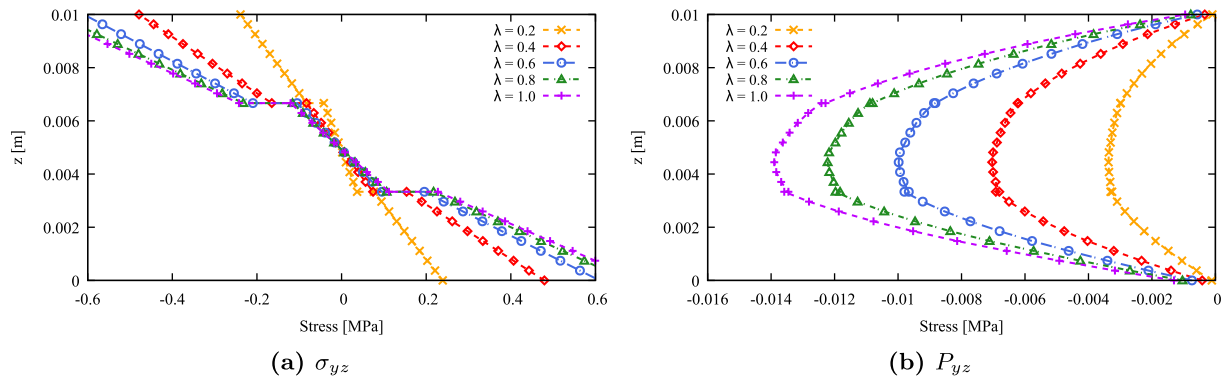 0.01
0.008
0.006
0.004
0.002
0
z [m]
-0.6
-0.4
-0.2
0
0.2
0.4
0.6
Stress [MPa]
λ = 0.2
λ = 0.4
λ = 0.6
λ = 0.8
λ = 1.0
(a) σyz
0.01
0.008
0.006
0.004
0.002
0
z [m]
-0.016
-0.014
-0.012
-0.01
-0.008
-0.006
-0.004
-0.002
0
Stress [MPa]
λ = 0.2
λ = 0.4
λ = 0.6
λ = 0.8
λ = 1.0
(b) Pyz